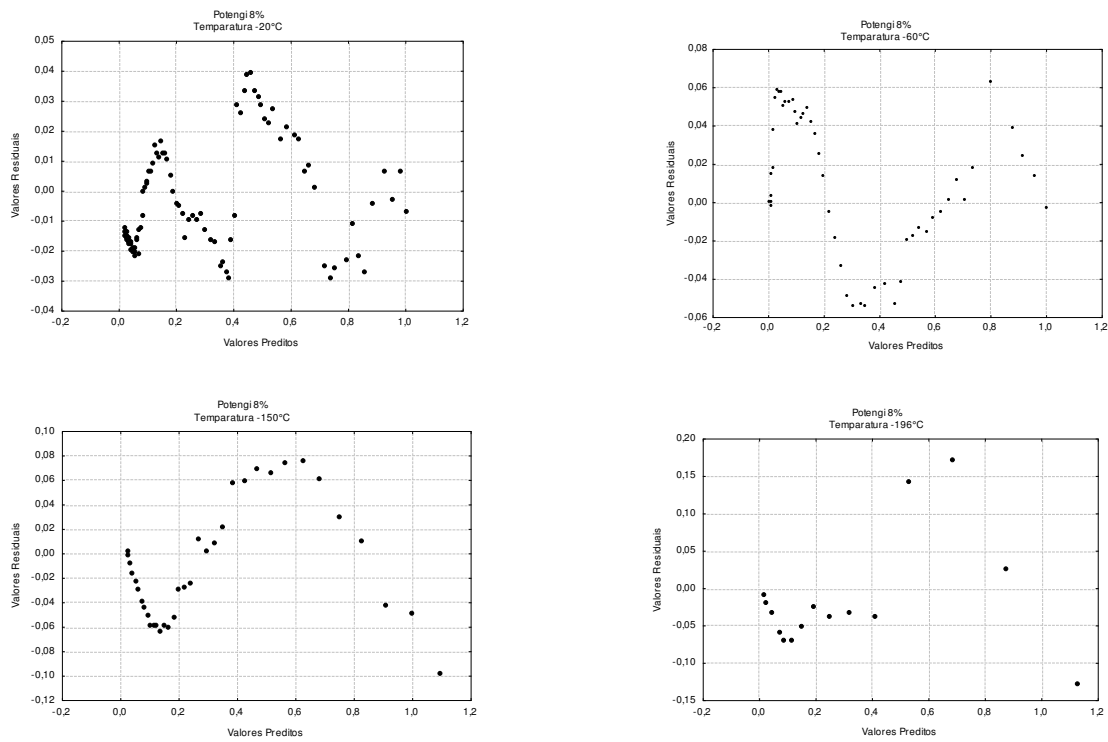 Potengi 8%
Temparatura -20°C
0,05
0,04
0,03
0,02
0,01
0,00
-0,01
-0,02
-0,03
-0,04
-0,2 0,0 0,2 0,4 0,6 0,8 1,0 1,2
Valores Preditos
Valores Residuais
Potengi 8%
Temparatura -60°C
0,08
0,06
0,04
0,02
0,00
-0,02
-0,04
-0,06
-0,2 0,0 0,2 0,4 0,6 0,8 1,0 1,2
Valores Preditos
Valores Residuais
Potengi 8%
Temparatura -150°C
0,10
0,08
0,06
0,04
0,02
0,00
-0,02
-0,04
-0,06
-0,08
-0,10
-0,12
-0,2 0,0 0,2 0,4 0,6 0,8 1,0 1,2
Valores Preditos
Valores Residuais
Potengi 8%
Temparatura -196°C
0,20
0,15
0,10
0,05
0,00
-0,05
-0,10
-0,15
-0,2 0,0 0,2 0,4 0,6 0,8 1,0 1,2
Valores Preditos
Valores Residuais